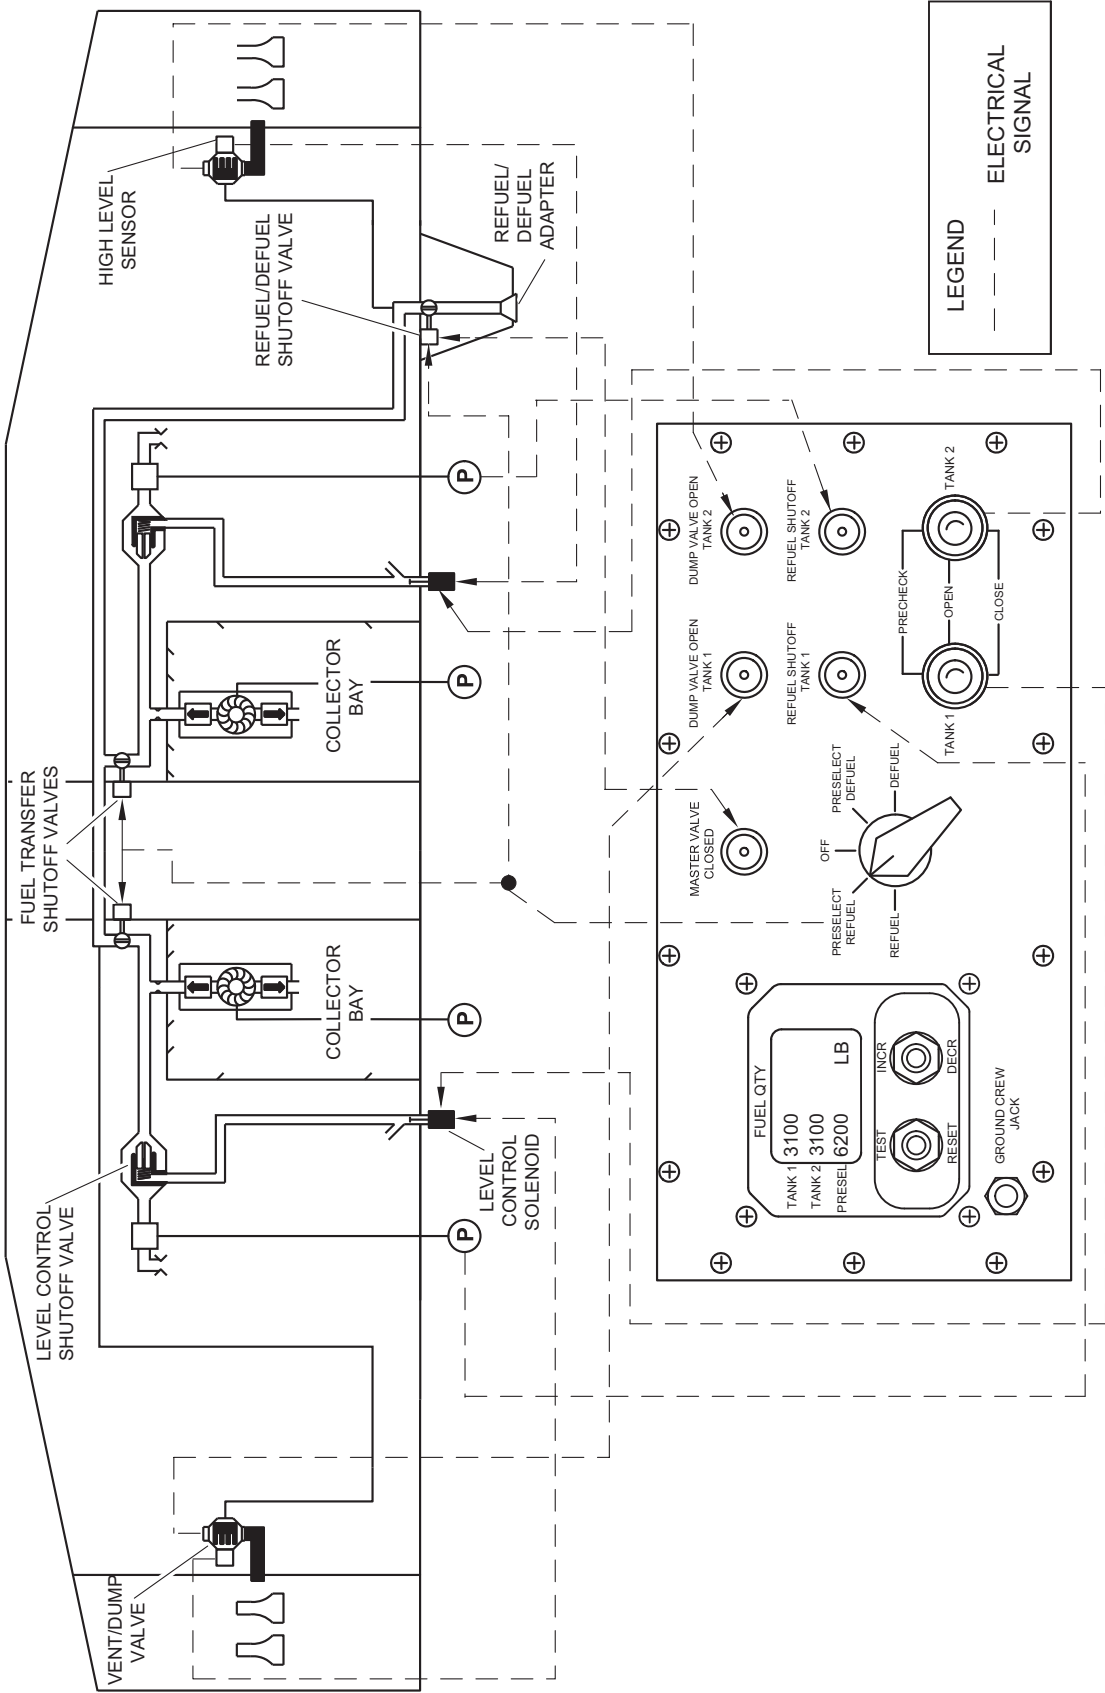 VENT/DUMP
VALVE
LEVEL CONTROL
SHUTOFF VALVE
FUEL TRANSFER
SHUTOFF VALVES
HIGH LEVEL
SENSOR
REFUEL/DEFUEL
SHUTOFF VALVE
COLLECTOR
BAY
COLLECTOR
BAY
P
P
P
P
LEVEL
CONTROL
SOLENOID
REFUEL/
DEFUEL
ADAPTER
FUEL QTY
TANK 1 3100
TANK 2 3100
PRESEL 6200 LB
TEST
INCR
RESET
DECR
GROUND CREW
JACK
MASTER VALVE
CLOSED
DUMP VALVE OPEN
TANK 1
DUMP VALVE OPEN
TANK 2
REFUEL SHUTOFF
TANK 1
REFUEL SHUTOFF
TANK 2
PRESELECT
REFUEL
OFF
PRESELECT
DEFUEL
REFUEL
DEFUEL
PRECHECK
OPEN
CLOSE
TANK 1
TANK 2
LEGEND
ELECTRICAL
SIGNAL